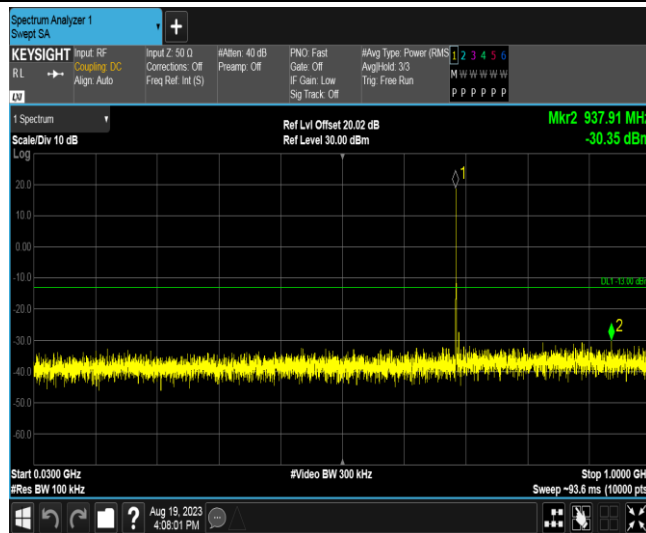 Spectrum Analyzer 1
Swept SA
+
KEYSIGHT
RL
LXI
Input: RF
Coupling: DC
Align: Auto
Input Z: 50 Ω
Corrections: Off
Freq Ref: Int (S)
#Atten: 40 dB
Preamp: Off
PNO: Fast
Gate: Off
IF Gain: Low
Sig Track: Off
#Avg Type: Power (RMS
Avg|Hold: 3/3
Trig: Free Run
1 2 3 4 5 6
M W W W W W
P P P P P P
1 Spectrum
Scale/Div 10 dB
Log
Ref Lvl Offset 20.02 dB
Ref Level 30.00 dBm
Mkr2 937.91 MHz
-30.35 dBm
20.0
10.0
0.00
-10.0
-20.0
-30.0
-40.0
-50.0
-60.0
1
DL1 -13.00 dBm
2
Start 0.0300 GHz
#Res BW 100 kHz
#Video BW 300 kHz
Stop 1.0000 GH
Sweep ~93.6 ms (10000 pts
?
Aug 19, 2023
4:08:01 PM